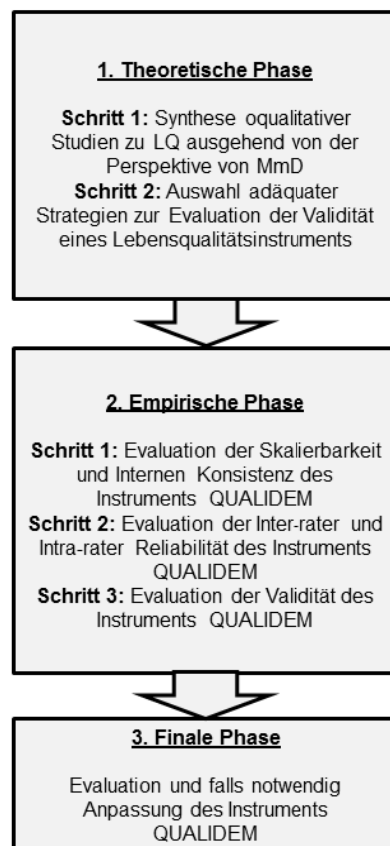 1. Theoretische Phase
Schritt 1: Synthese oqualitativer
Studien zu LQ ausgehend von der
Perspektive von MmD
Schritt 2: Auswahl adäquater
Strategien zur Evaluation der Validität
eines Lebensqualitätsinstruments
2. Empirische Phase
Schritt 1: Evaluation der Skalierbarkeit
und Internen Konsistenz des
Instruments QUALIDEM
Schritt 2: Evaluation der Inter-rater und
Intra-rater Reliabilität des Instruments
QUALIDEM
Schritt 3: Evaluation der Validität des
Instruments QUALIDEM
3. Finale Phase
Evaluation und falls notwendig
Anpassung des Instruments
QUALIDEM